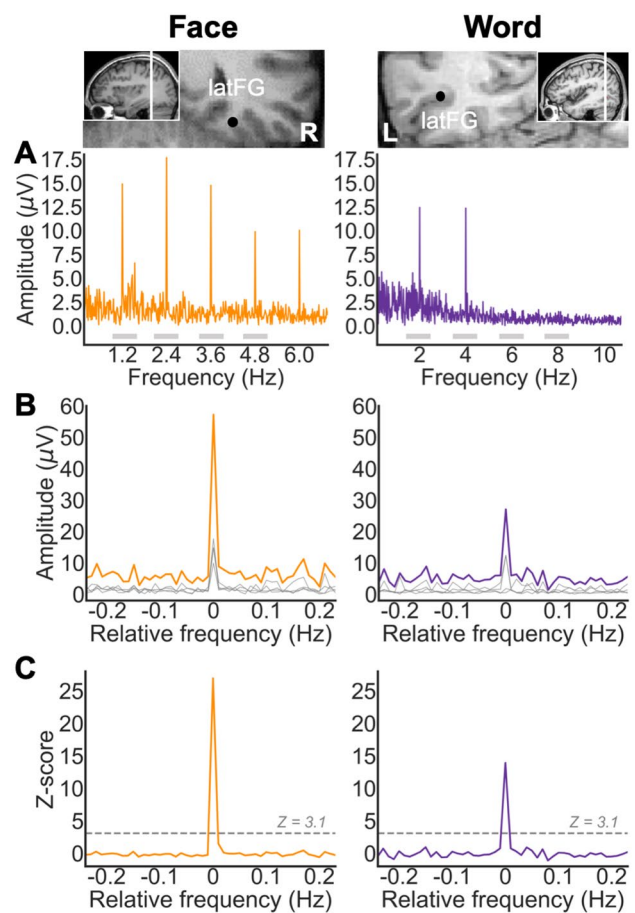 Face
Word
latFG
R
L
latFG
A
17.5
15.0
12.5
10.0
7.5
5.0
2.5
0.0
Amplitude (μV)
1.2 2.4 3.6 4.8 6.0
Frequency (Hz)
17.5
15.0
12.5
10.0
7.5
5.0
2.5
0.0
2 4 6 8 10
Frequency (Hz)
B
60
50
40
30
20
10
0
Amplitude (μV)
-0.2 -0.1 0 0.1 0.2
Relative frequency (Hz)
60
50
40
30
20
10
0
-0.2 -0.1 0 0.1 0.2
Relative frequency (Hz)
C
25
20
15
10
5
0
Z-score
Z = 3.1
-0.2 -0.1 0 0.1 0.2
Relative frequency (Hz)
25
20
15
10
5
0
Z = 3.1
-0.2 -0.1 0 0.1 0.2
Relative frequency (Hz)